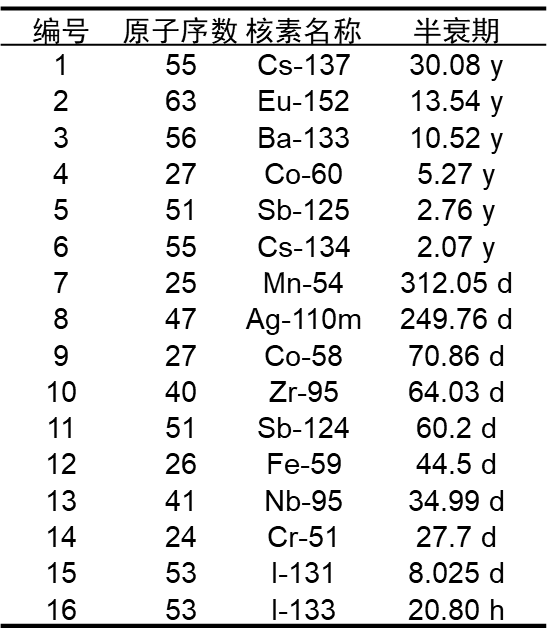 编号 原子序数 核素名称 半衰期
1 55 Cs-137 30.08 y
2 63 Eu-152 13.54 y
3 56 Ba-133 10.52 y
4 27 Co-60 5.27 y
5 51 Sb-125 2.76 y
6 55 Cs-134 2.07 y
7 25 Mn-54 312.05 d
8 47 Ag-110m 249.76 d
9 27 Co-58 70.86 d
10 40 Zr-95 64.03 d
11 51 Sb-124 60.2 d
12 26 Fe-59 44.5 d
13 41 Nb-95 34.99 d
14 24 Cr-51 27.7 d
15 53 I-131 8.025 d
16 53 I-133 20.80 h